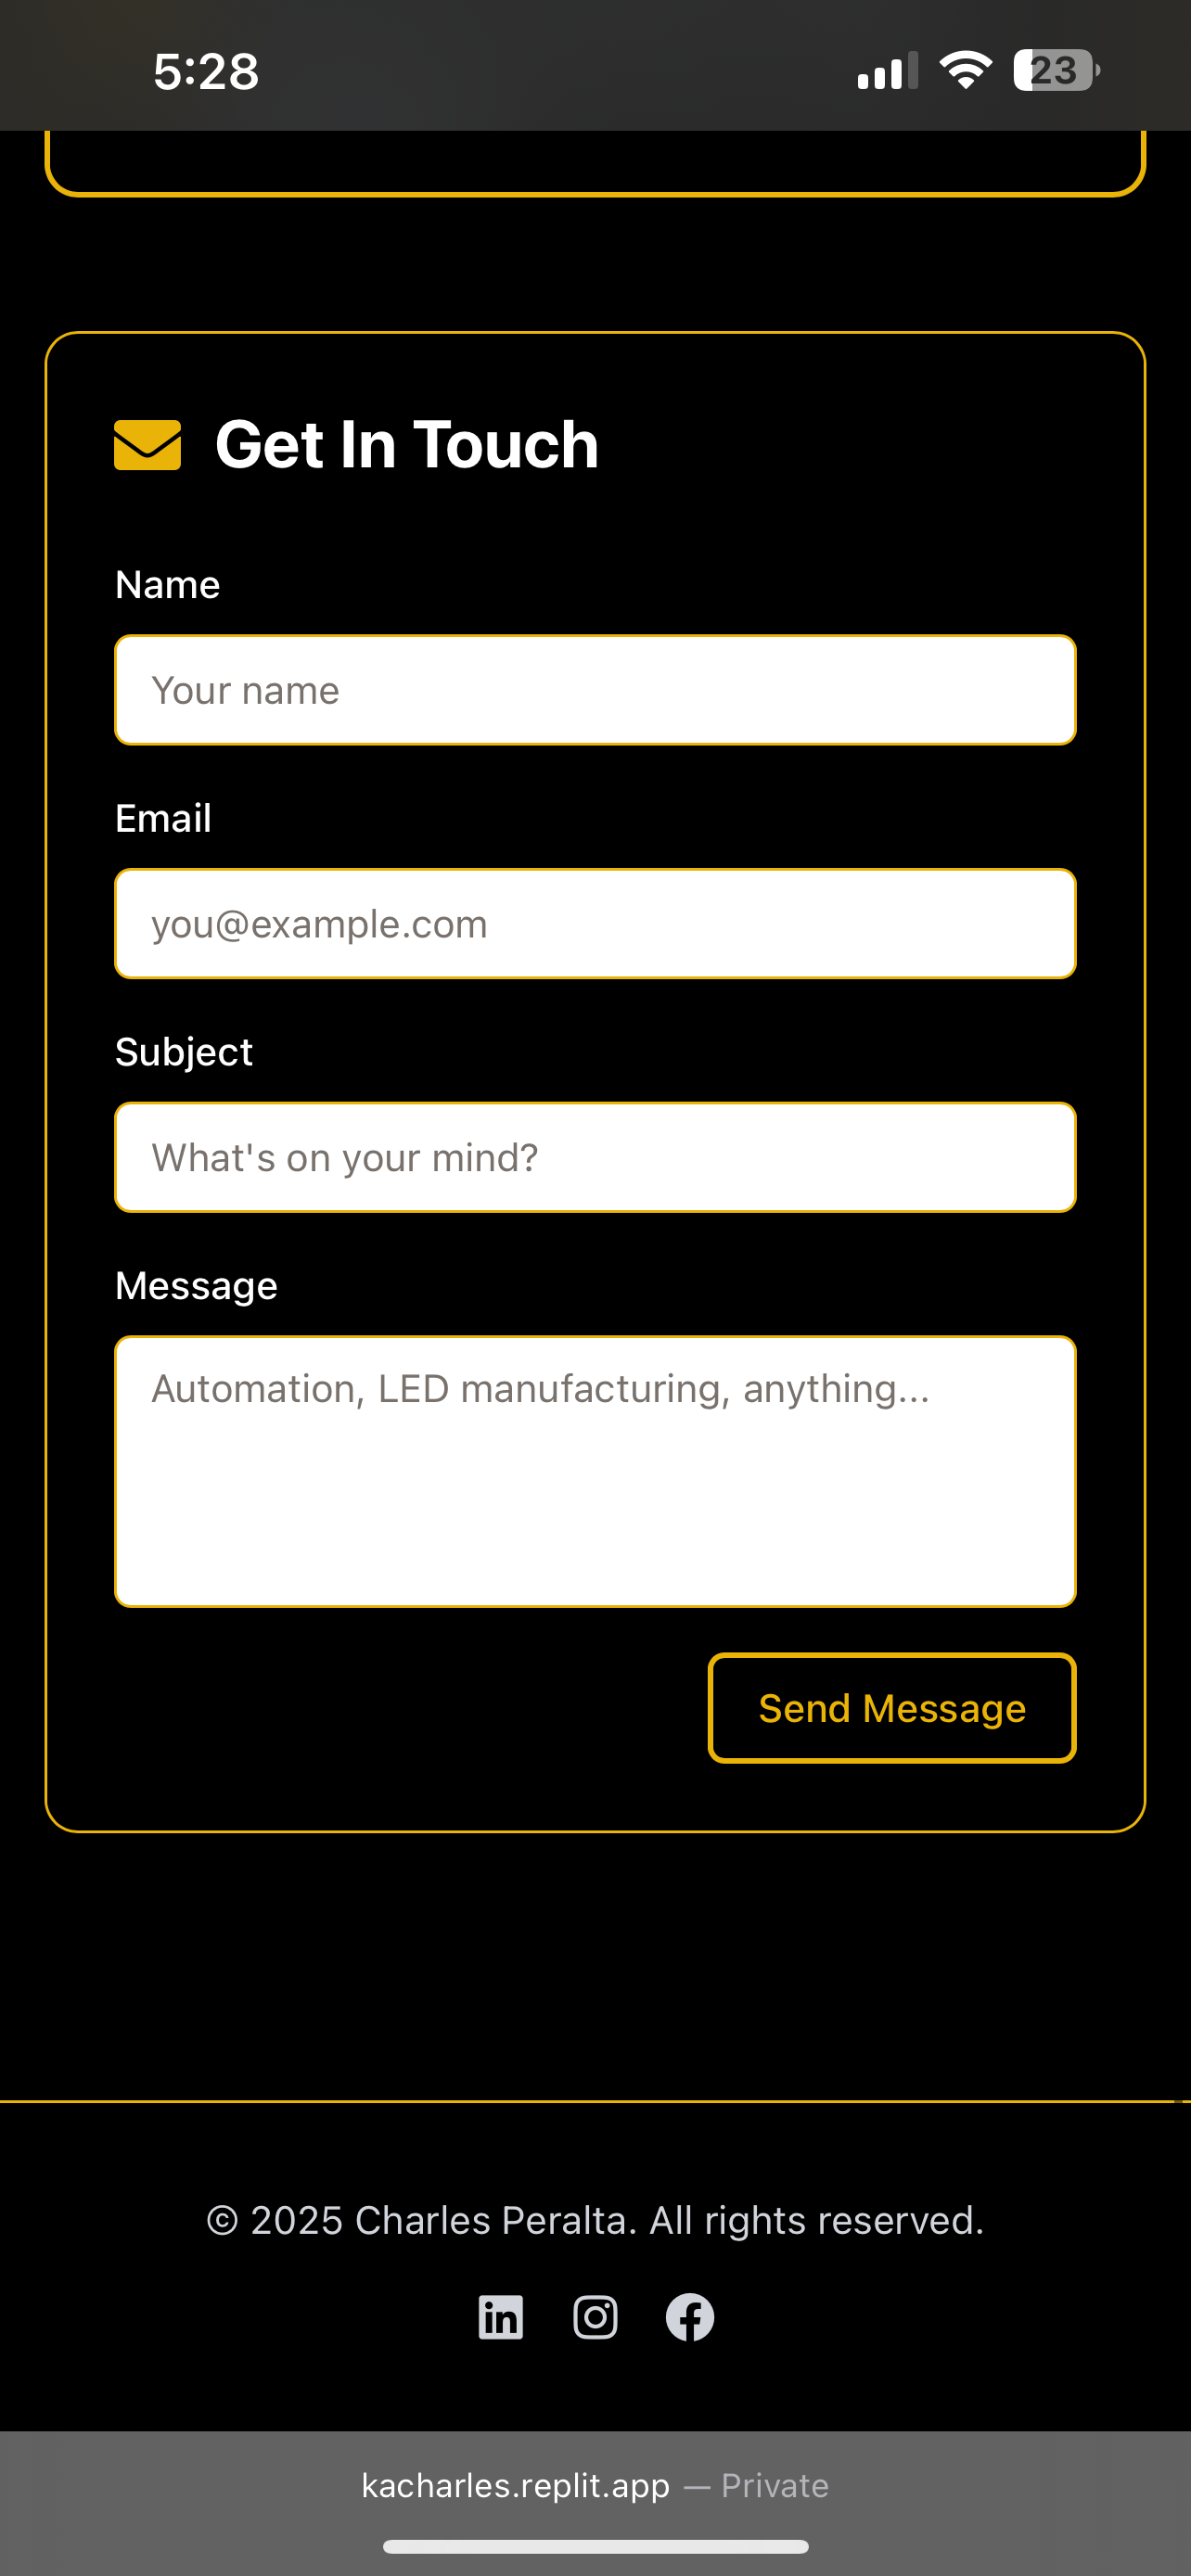 5:28
23
Get In Touch
Name
Your name
Email
you@example.com
Subject
What's on your mind?
Message
Automation, LED manufacturing, anything...
Send Message
© 2025 Charles Peralta. All rights reserved.
in
kacharles.replit.app — Private